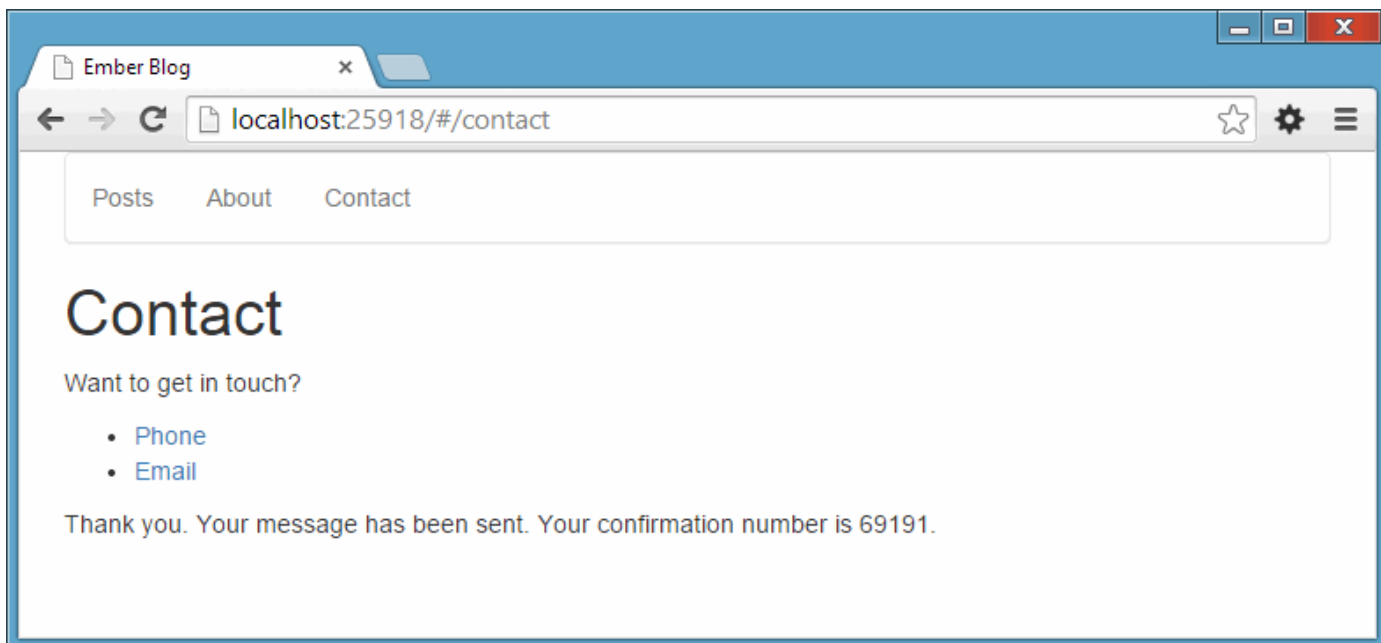 Ember Blog
localhost:25918/#/contact
Posts About Contact
Contact
Want to get in touch?
• Phone
• Email
Thank you. Your message has been sent. Your confirmation number is 69191.